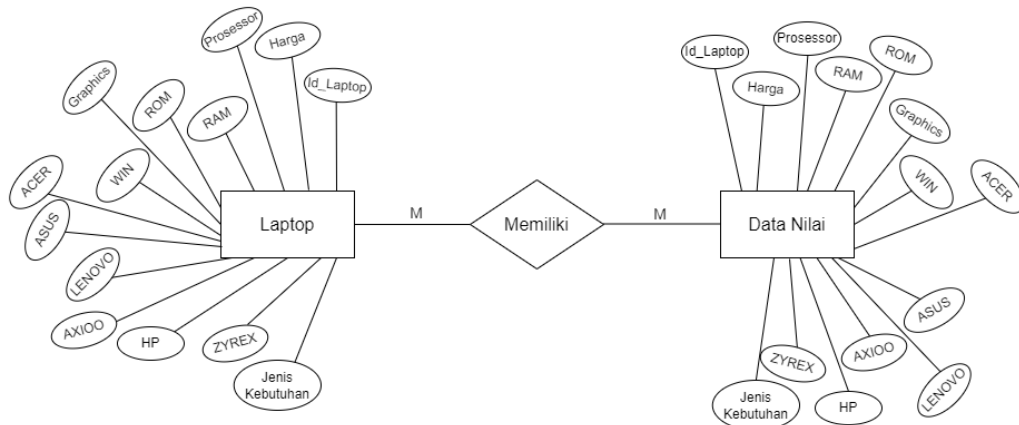 Prosessor
Harga
Id_Laptop
Graphics
ROM
RAM
WIN
ACER
ASUS
LENOVO
AXIOO
HP
ZYREX
Jenis
Kebutuhan
Laptop
M
Memiliki
M
Data Nilai
Id_Laptop
Harga
Prosessor
RAM
ROM
Graphics
WIN
ACER
ASUS
LENOVO
AXIOO
HP
ZYREX
Jenis
Kebutuhan